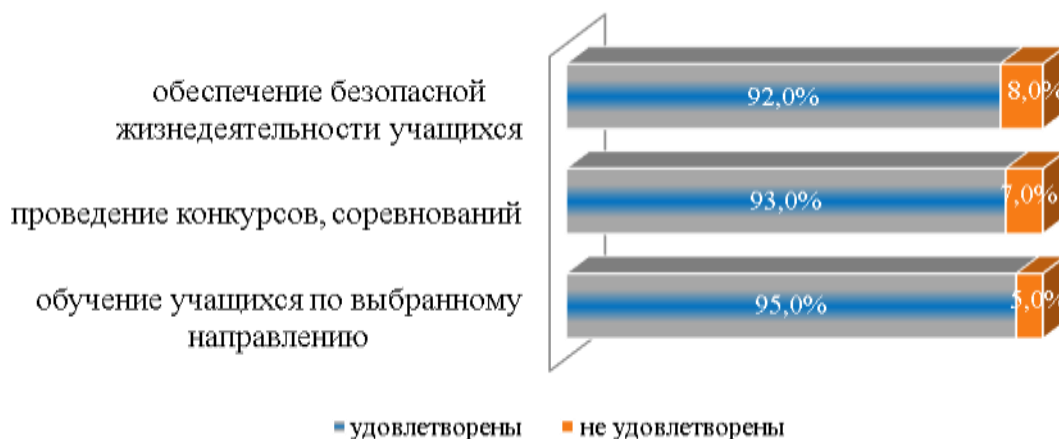 обеспечение безопасной
жизнедеятельности учащихся
92,0% 8,0%
проведение конкурсов, соревнований
93,0% 7,0%
обучение учащихся по выбранному
направлению
95,0% 5,0%
удовлетворены не удовлетворены